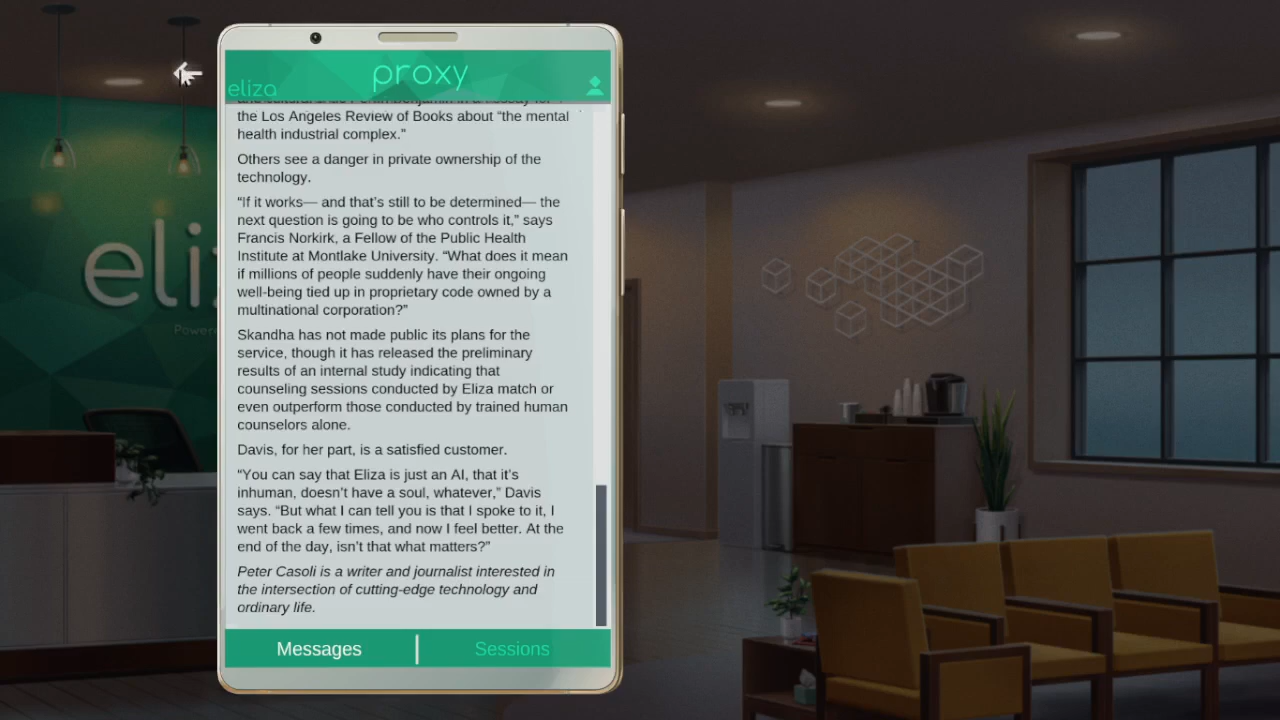 proxy
eliza
the Los Angeles Review of Books about “the mental
health industrial complex.”
Others see a danger in private ownership of the
technology.
“If it works— and that’s still to be determined— the
next question is going to be who controls it,” says
Francis Norkirk, a Fellow of the Public Health
Institute at Montlake University. “What does it mean
if millions of people suddenly have their ongoing
well-being tied up in proprietary code owned by a
multinational corporation?”
Skandha has not made public its plans for the
service, though it has released the preliminary
results of an internal study indicating that
counseling sessions conducted by Eliza match or
even outperform those conducted by trained human
counselors alone.
Davis, for her part, is a satisfied customer.
“You can say that Eliza is just an AI, that it’s
inhuman, doesn’t have a soul, whatever,” Davis
says. “But what I can tell you is that I spoke to it, I
went back a few times, and now I feel better. At the
end of the day, isn’t that what matters?”
Peter Casoli is a writer and journalist interested in
the intersection of cutting-edge technology and
ordinary life.
Messages
Sessions
eli
Powe